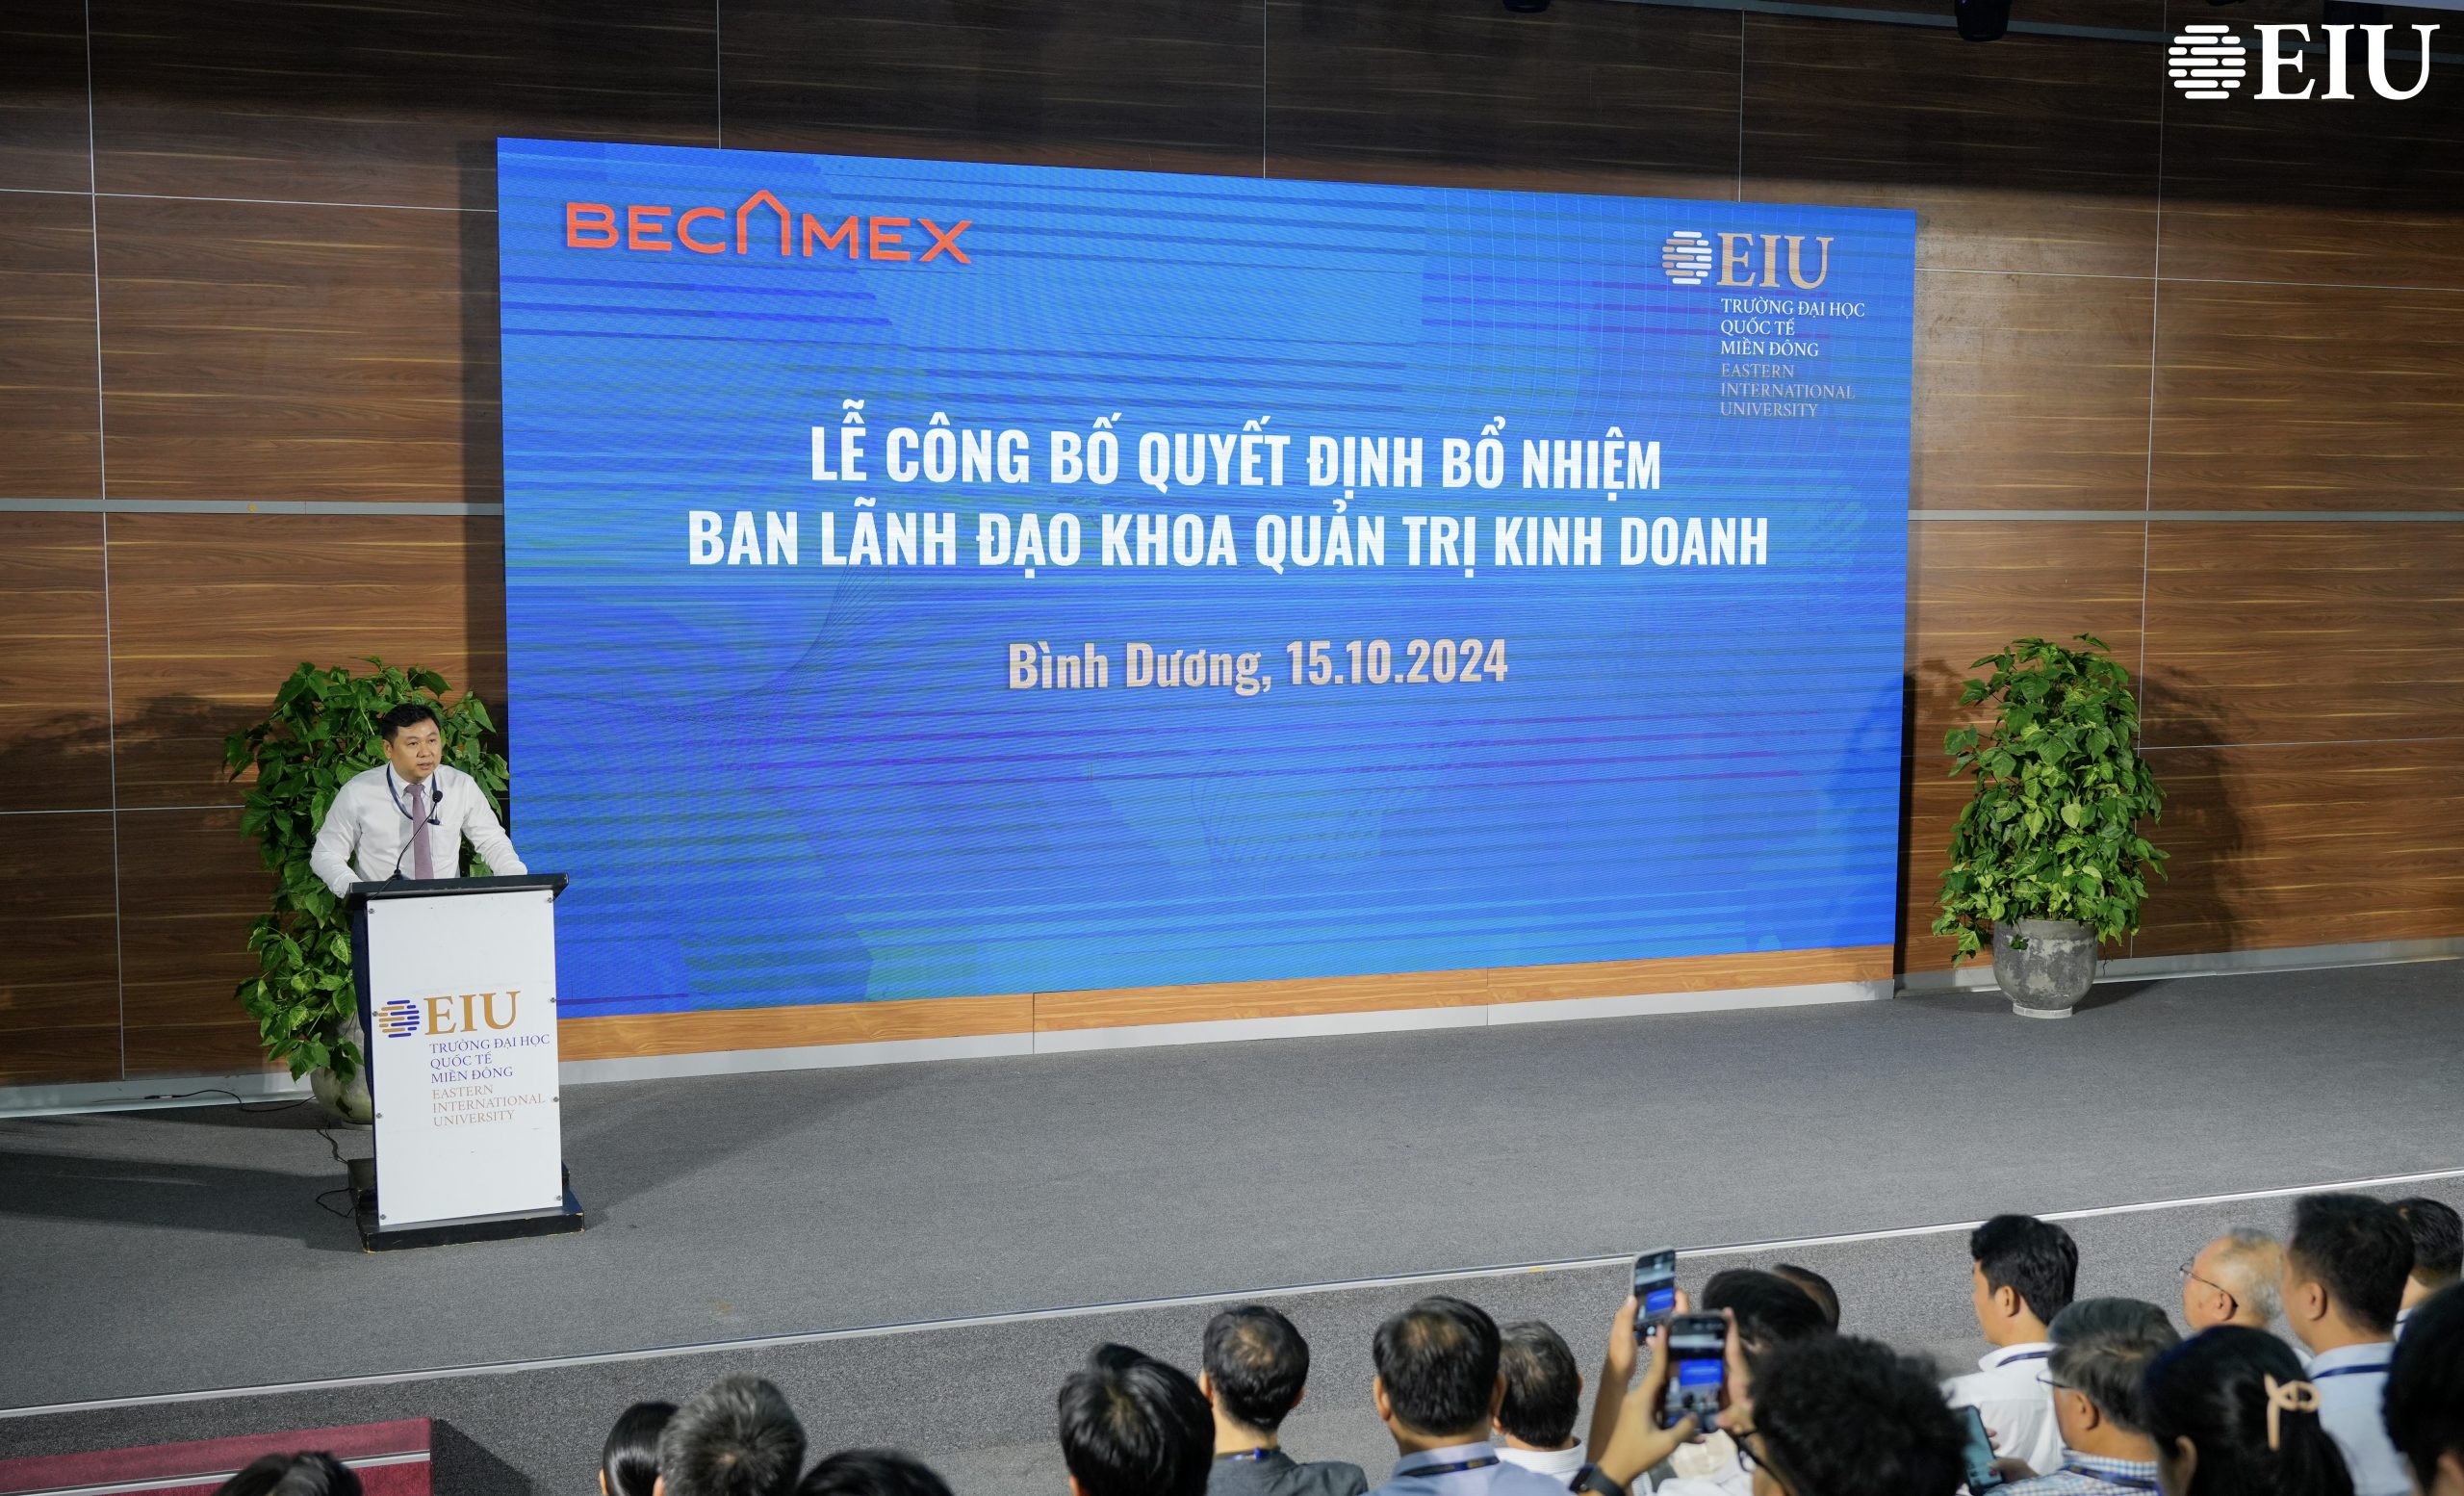 EIU
BECAMEX
EIU
TRƯỜNG ĐẠI HỌC
QUỐC TẾ
MIỀN ĐÔNG
EASTERN
INTERNATIONAL
UNIVERSITY
LỄ CÔNG BỐ QUYẾT ĐỊNH BỔ NHIỆM
BAN LÃNH ĐẠO KHOA QUẢN TRỊ KINH DOANH
Bình Dương, 15.10.2024
EIU
TRƯỜNG ĐẠI HỌC
QUỐC TẾ
MIỀN ĐÔNG
EASTERN
INTERNATIONAL
UNIVERSITY